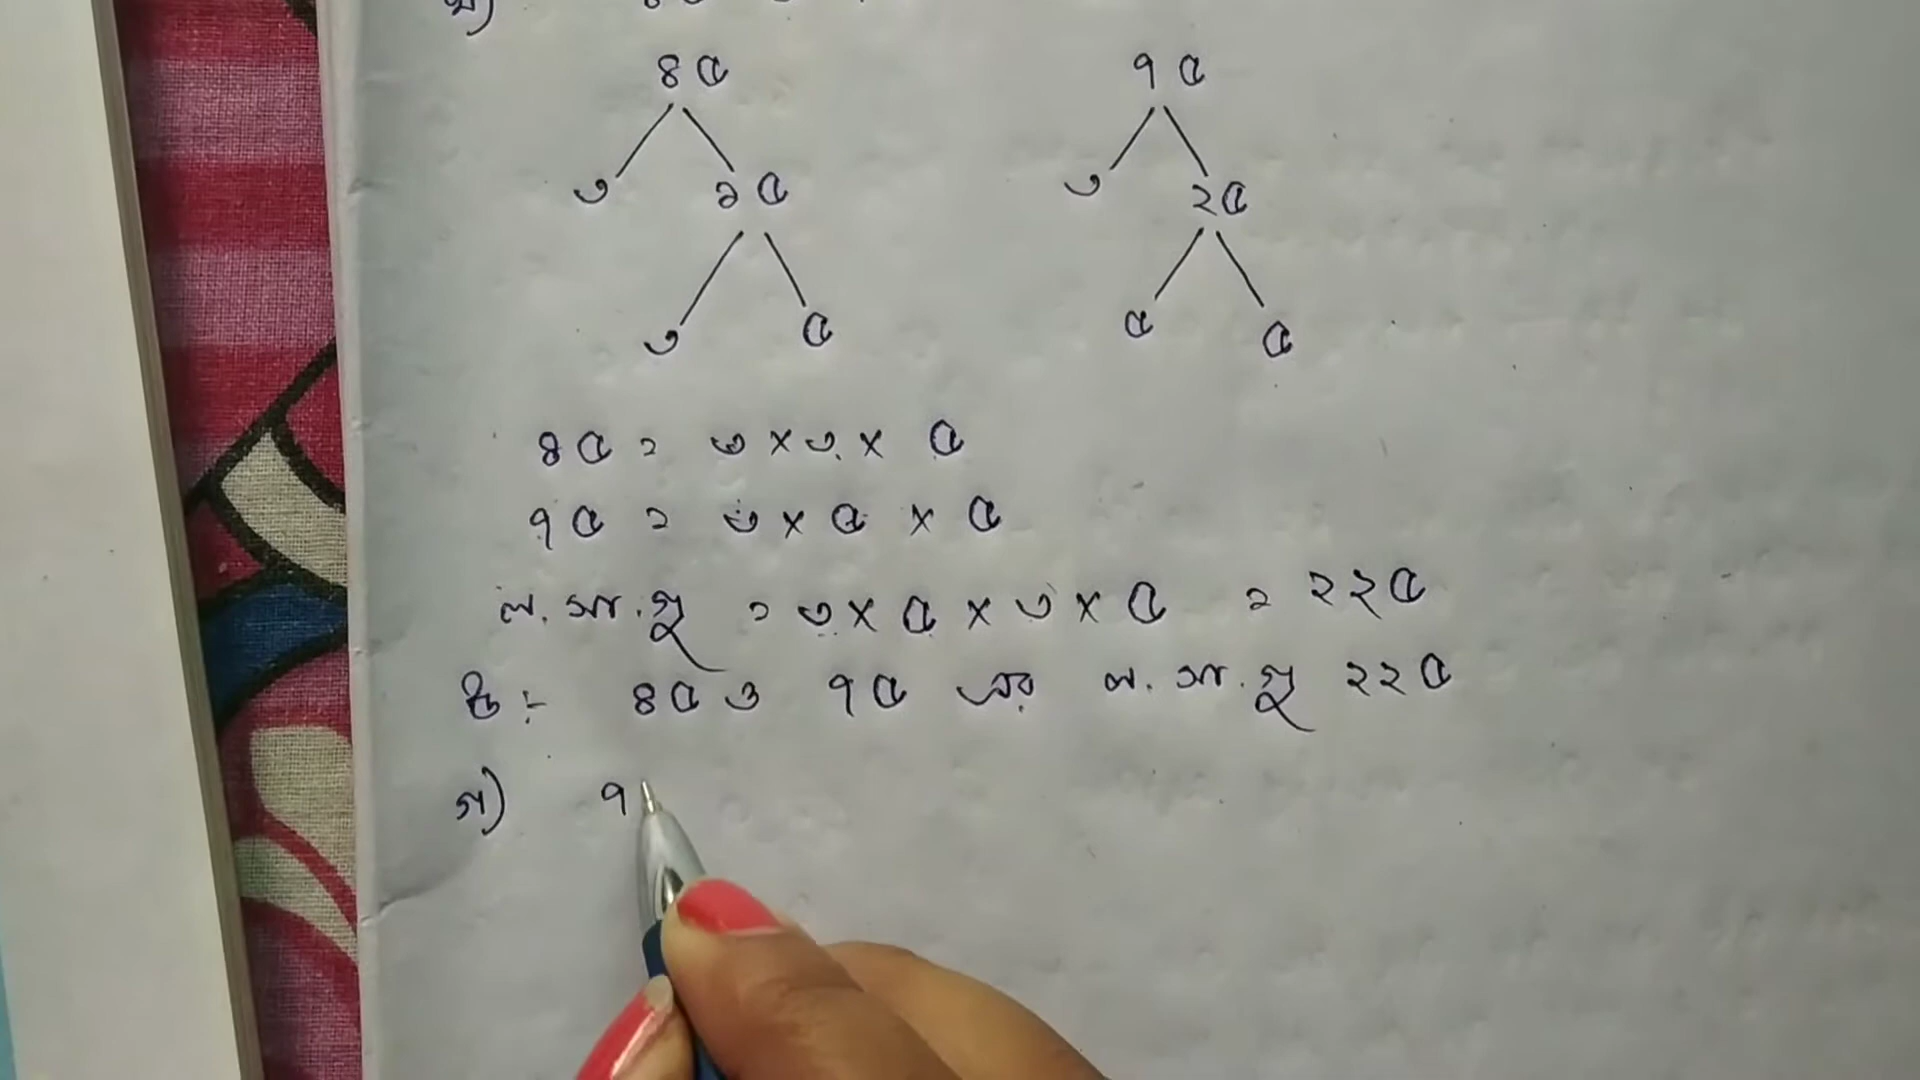 ৪৫ ৭৫
৩ ১৫ ৩ ২৫
৩ ৫ ৫ ৫
৪৫ = ৩ × ৩ × ৫
৭৫ = ৩ × ৫ × ৫
ল. সা. গু = ৩ × ৫ × ৩ × ৫ = ২২৫
উঃ- ৪৫ ও ৭৫ এর ল. সা. গু ২২৫
গ) ৭